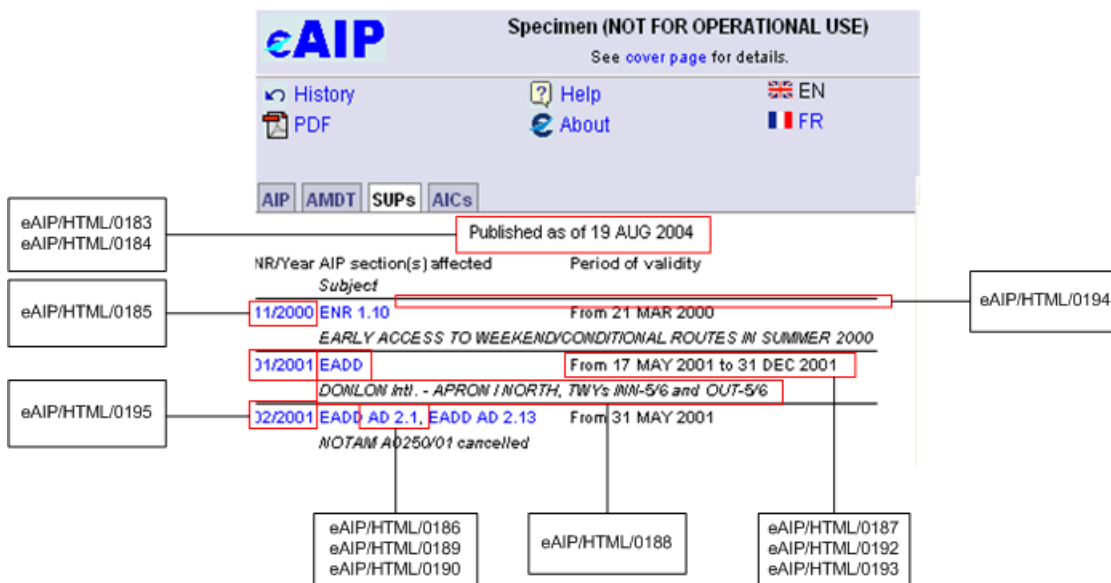 eAIP
Specimen (NOT FOR OPERATIONAL USE)
See cover page for details.
History
Help
EN
PDF
About
FR
AIP AMDT SUPs AICs
eAIP/HTML/0183
eAIP/HTML/0184
Published as of 19 AUG 2004
NR/Year AIP section(s) affected Period of validity
Subject
eAIP/HTML/0194
eAIP/HTML/0185
11/2000 ENR 1.10 From 21 MAR 2000
EARLY ACCESS TO WEEKEND/CONDITIONAL ROUTES IN SUMMER 2000
01/2001 EADD From 17 MAY 2001 to 31 DEC 2001
DONLON Intl. - APRON I NORTH, TWYs INN-5/6 and OUT-5/6
eAIP/HTML/0195
02/2001 EADD AD 2.1, EADD AD 2.13 From 31 MAY 2001
NOTAM A0250/01 cancelled
eAIP/HTML/0186
eAIP/HTML/0189
eAIP/HTML/0190
eAIP/HTML/0188
eAIP/HTML/0187
eAIP/HTML/0192
eAIP/HTML/0193